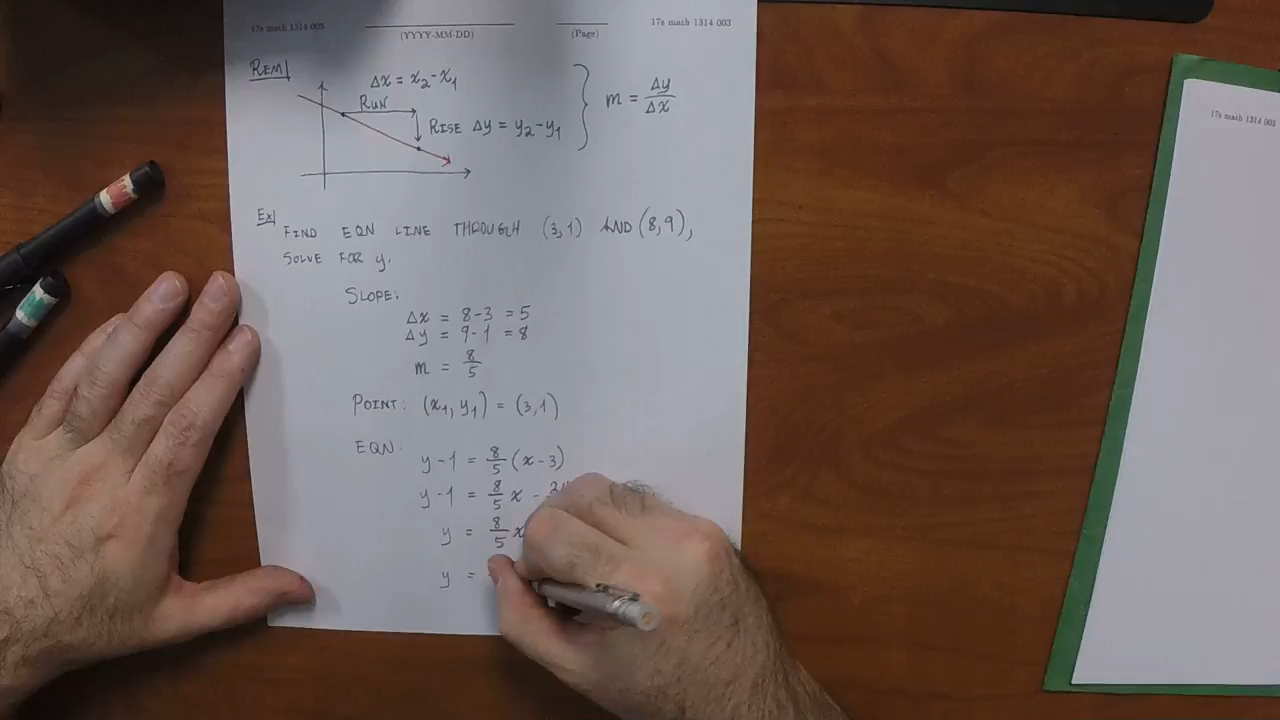 17s math 1314 003
(YYYY-MM-DD)
(Page)
17s math 1314 003
REM
Δx = x₂-x₁
RUN
RISE Δy = y₂-y₁
m = Δy/Δx
Ex
FIND EQN LINE THROUGH (3,1) AND (8,9),
SOLVE FOR y.
SLOPE:
Δx = 8-3 = 5
Δy = 9-1 = 8
m = 8/5
POINT: (x₁, y₁) = (3,1)
EQN:
y-1 = 8/5 (x-3)
y-1 = 8/5 x -
y = 8/5 x
y =
17s math 1314 003